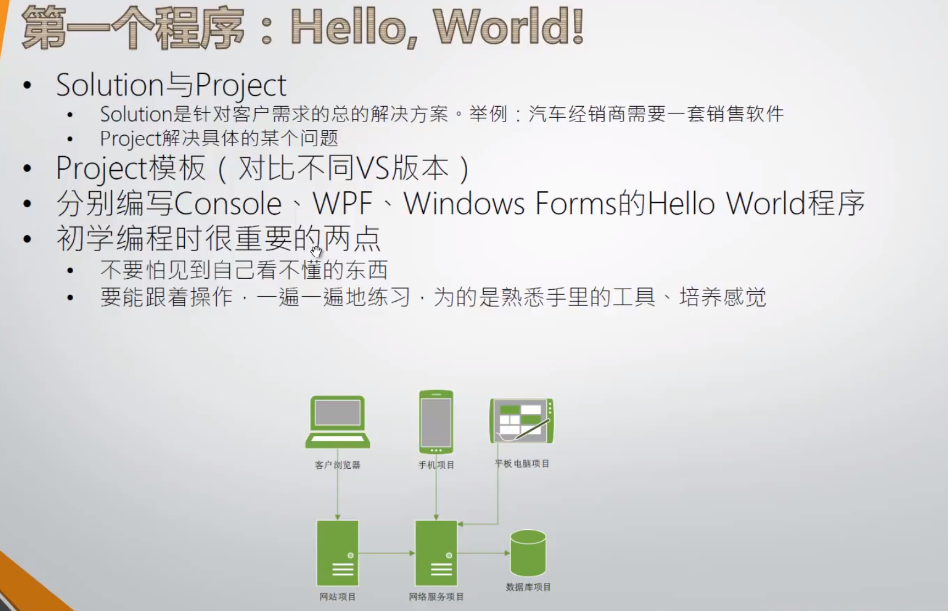 第一个程序：Hello, World!
Solution与Project
Solution是针对客户需求的总的解决方案。举例：汽车经销商需要一套销售软件
Project解决具体的某个问题
Project模板（对比不同VS版本）
分别编写Console、WPF、Windows Forms的Hello World程序
初学编程时很重要的两点
不要怕见到自己看不懂的东西
要能跟着操作，一遍一遍地练习，为的是熟悉手里的工具、培养感觉
客户浏览器
手机项目
平板电脑项目
网站项目
网络服务项目
数据库项目